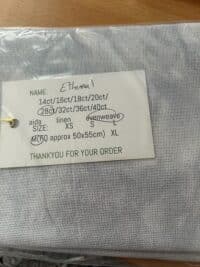 NAME Ethereal
14ct/16ct/18ct/20ct/
28ct/32ct/36ct/40ct
aida linen evenweave
SIZE: XS S L
M(50 approx 50x55cm) XL
THANKYOU FOR YOUR ORDER